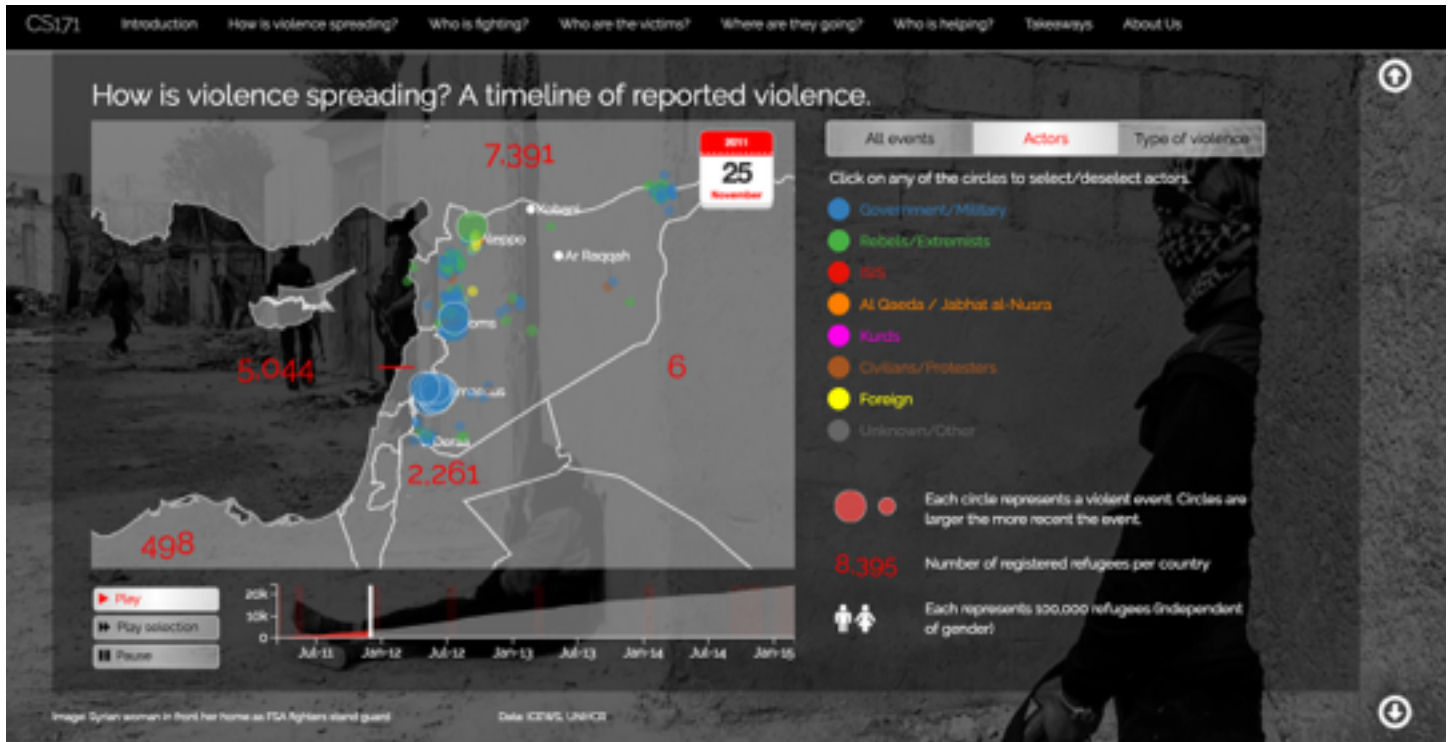 CS171 Introduction How is violence spreading? Who is fighting? Who are the victims? Where are they going? Who is helping? Takeaways About Us
How is violence spreading? A timeline of reported violence.
7,391
2011
25
November
Kobani
Aleppo
Ar Raqqah
oms
5,044
6
mascus
Deraa
2,261
498
All events Actors Type of violence
Click on any of the circles to select/deselect actors.
Government/Military
Rebels/Extremists
ISIS
Al Qaeda / Jabhat al-Nusra
Kurds
Civilians/Protesters
Foreign
Unknown/Other
Each circle represents a violent event. Circles are
larger the more recent the event.
8,395 Number of registered refugees per country
Each represents 100,000 refugees (independent
of gender)
Play
Play selection
Pause
20k
10k
0
Jul-11 Jan-12 Jul-12 Jan-13 Jul-13 Jan-14 Jul-14 Jan-15
Image: Syrian woman in front her home as FSA fighters stand guard Data: ICEWS, UNHCR